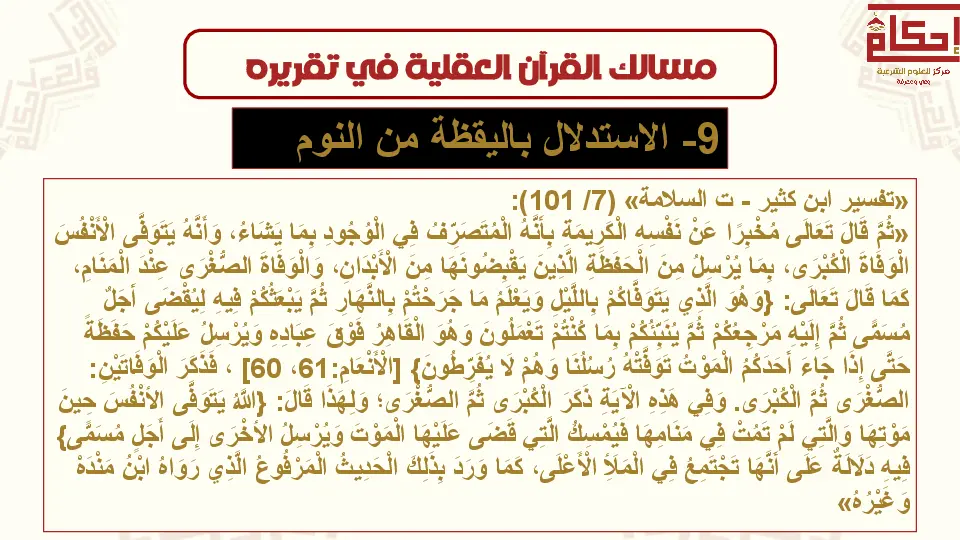 إحكام
مركز للعلوم الشرعية
وعي ومعرفة
مسالك القرآن العقلية في تقريره
9- الاستدلال باليقظة من النوم
«تفسير ابن كثير - ت السلامة» (7/ 101):
«ثُمَّ قَالَ تَعَالَى مُخْبِرًا عَنْ نَفْسِهِ الْكَرِيمَةِ بِأَنَّهُ الْمُتَصَرِّفُ فِي الْوُجُودِ بِمَا يَشَاءُ، وَأَنَّهُ يَتَوَفَّى الْأَنْفُسَ
الْوَفَاةَ الْكُبْرَى، بِمَا يُرْسِلُ مِنَ الْحَفَظَةِ الَّذِينَ يَقْبِضُونَهَا مِنَ الْأَبْدَانِ، وَالْوَفَاةَ الصُّغْرَى عِنْدَ الْمَنَامِ،
كَمَا قَالَ تَعَالَى: {وَهُوَ الَّذِي يَتَوَفَّاكُمْ بِاللَّيْلِ وَيَعْلَمُ مَا جَرَحْتُمْ بِالنَّهَارِ ثُمَّ يَبْعَثُكُمْ فِيهِ لِيُقْضَى أَجَلٌ
مُسَمًّى ثُمَّ إِلَيْهِ مَرْجِعُكُمْ ثُمَّ يُنَبِّئُكُمْ بِمَا كُنْتُمْ تَعْمَلُونَ وَهُوَ الْقَاهِرُ فَوْقَ عِبَادِهِ وَيُرْسِلُ عَلَيْكُمْ حَفَظَةً
حَتَّى إِذَا جَاءَ أَحَدَكُمُ الْمَوْتُ تَوَفَّتْهُ رُسُلُنَا وَهُمْ لَا يُفَرِّطُونَ} [الْأَنْعَامِ:61، 60] ، فَذَكَرَ الْوَفَاتَيْنِ:
الصُّغْرَى ثُمَّ الْكُبْرَى. وَفِي هَذِهِ الْآيَةِ ذَكَرَ الْكُبْرَى ثُمَّ الصُّغْرَى؛ وَلِهَذَا قَالَ: {اللَّهُ يَتَوَفَّى الأنْفُسَ حِينَ
مَوْتِهَا وَالَّتِي لَمْ تَمُتْ فِي مَنَامِهَا فَيُمْسِكُ الَّتِي قَضَى عَلَيْهَا الْمَوْتَ وَيُرْسِلُ الأخْرَى إِلَى أَجَلٍ مُسَمًّى}
فِيهِ دَلَالَةٌ عَلَى أَنَّهَا تَجْتَمِعُ فِي الْمَلَأِ الْأَعْلَى، كَمَا وَرَدَ بِذَلِكَ الْحَدِيثُ الْمَرْفُوعُ الَّذِي رَوَاهُ ابْنُ مَنْدَهْ
وَغَيْرُهُ»